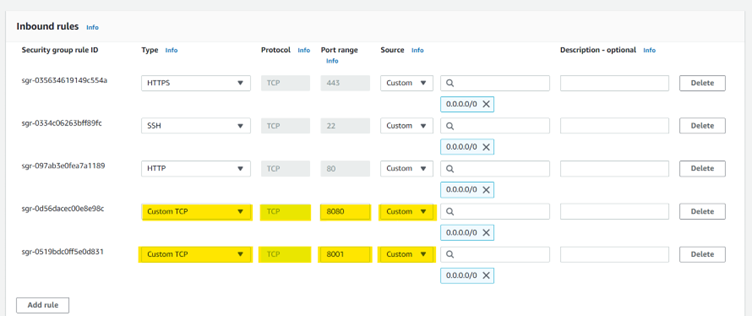 Inbound rules Info
Security group rule ID Type Info Protocol Info Port range Info Source Info Description - optional Info
sgr-035634619149c554a HTTPS TCP 443 Custom Delete
0.0.0.0/0
sgr-0334c06263bff89fc SSH TCP 22 Custom Delete
0.0.0.0/0
sgr-097ab3e0fea7a1189 HTTP TCP 80 Custom Delete
0.0.0.0/0
sgr-0d56dacec00e8e98c Custom TCP TCP 8080 Custom Delete
0.0.0.0/0
sgr-0519bdc0ff5e0d831 Custom TCP TCP 8001 Custom Delete
0.0.0.0/0
Add rule